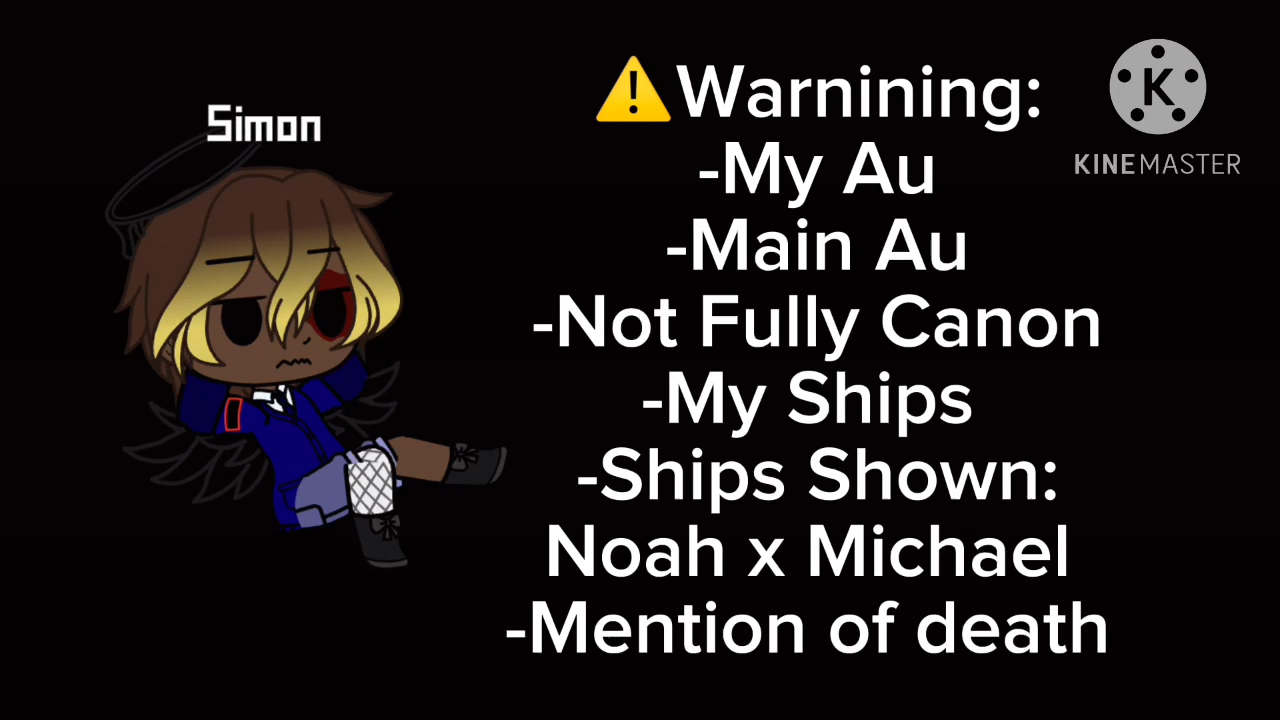 Simon
⚠️Warnining:
-My Au
-Main Au
-Not Fully Canon
-My Ships
-Ships Shown:
Noah x Michael
-Mention of death
K
KINEMASTER